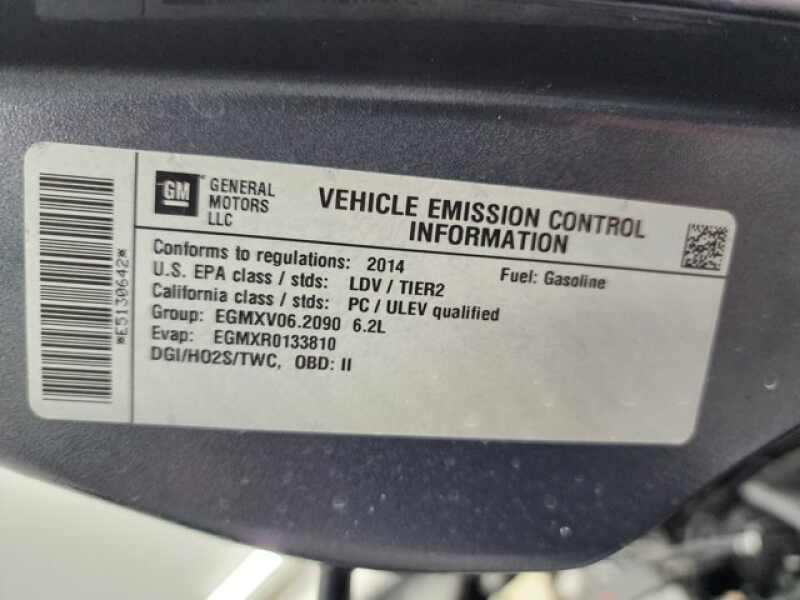 GM
GENERAL
MOTORS
LLC
VEHICLE EMISSION CONTROL
INFORMATION
Conforms to regulations: 2014
Fuel: Gasoline
U.S. EPA class / stds: LDV / TIER2
California class / stds: PC / ULEV qualified
Group: EGMXV06.2090 6.2L
Evap: EGMXR0133810
DGI/HO2S/TWC, OBD: II
*E5130642*